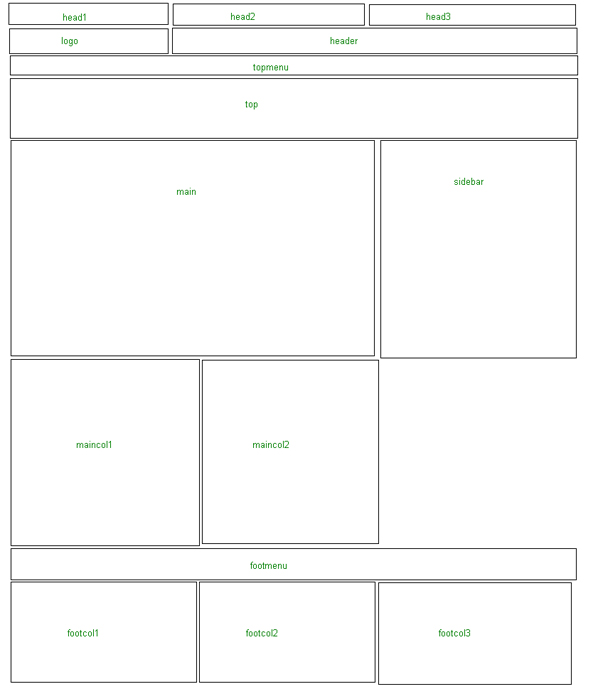 head1
head2
head3
logo
header
topmenu
top
main
sidebar
maincol1
maincol2
footmenu
footcol1
footcol2
footcol3